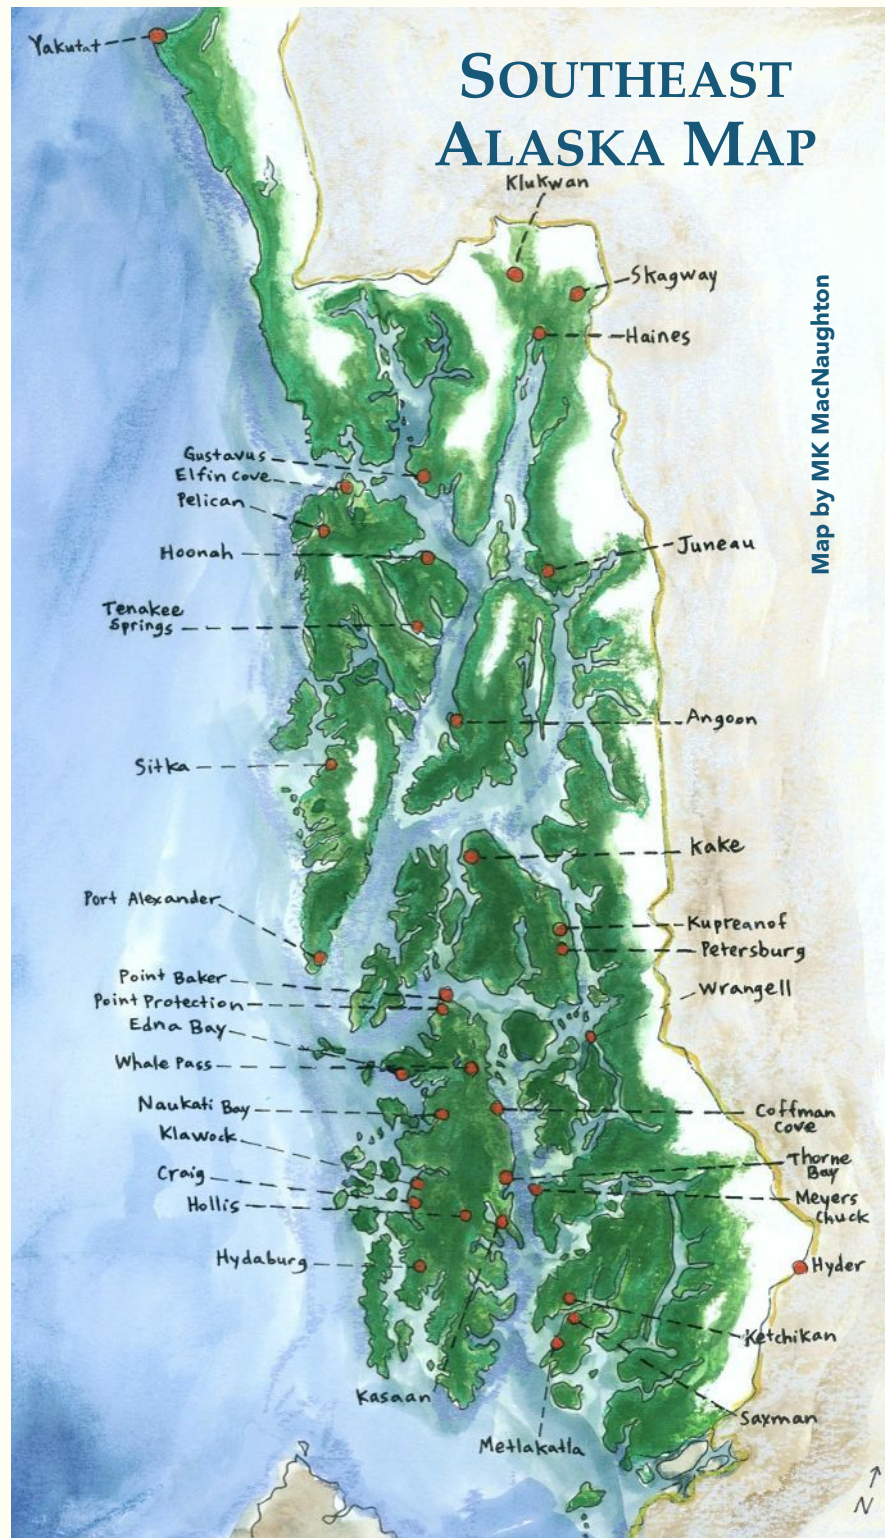 Yakutat
SOUTHEAST
ALASKA MAP
Klukwan
Skagway
Haines
Map by MK MacNaughton
Gustavus
Elfin Cove
Pelican
Hoonah
Juneau
Tenakee
Springs
Angoon
Sitka
Kake
Port Alexander
Kupreanof
Petersburg
Point Baker
Wrangell
Point Protection
Edna Bay
Whale Pass
Naukati Bay
Coffman
Cove
Klawock
Thorne
Bay
Craig
Meyers
Chuck
Hollis
Hydaburg
Hyder
Ketchikan
Kasaan
Saxman
Metlakatla
N